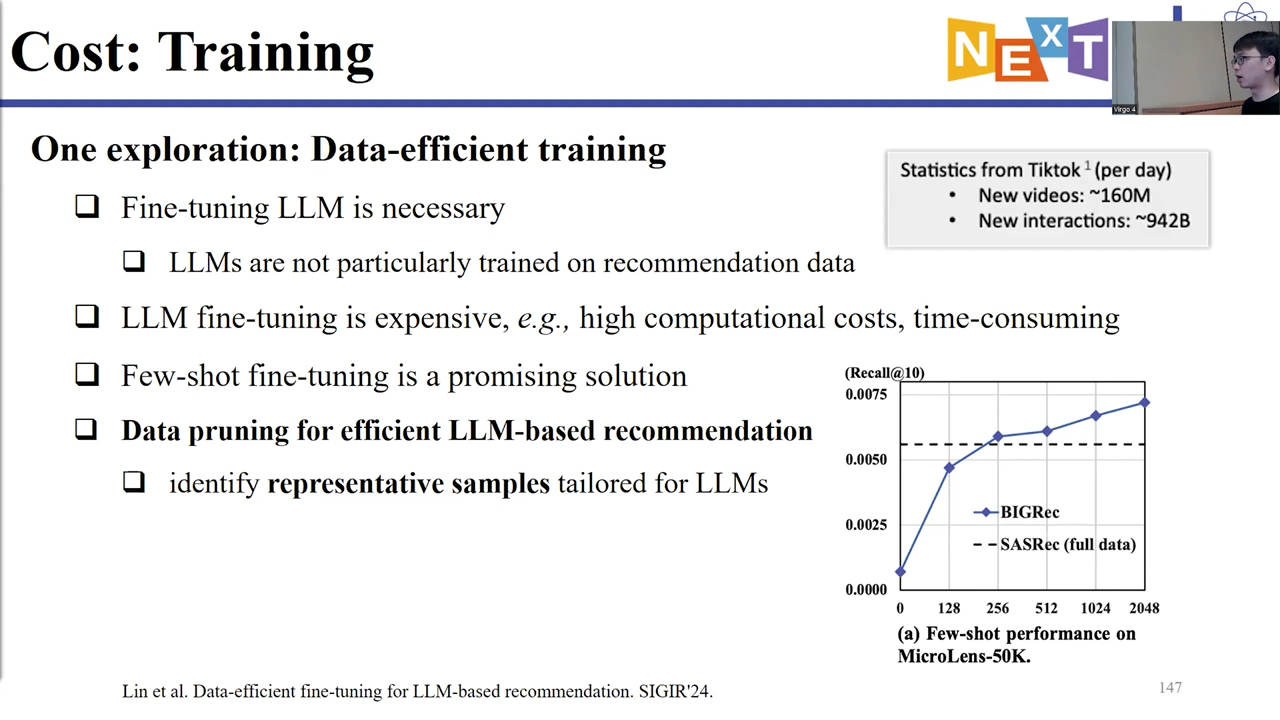 Cost: Training
NExT
Virgo 4
One exploration: Data-efficient training
Statistics from Tiktok 1 (per day)
• New videos: ~160M
• New interactions: ~942B
❑ Fine-tuning LLM is necessary
❑ LLMs are not particularly trained on recommendation data
❑ LLM fine-tuning is expensive, e.g., high computational costs, time-consuming
❑ Few-shot fine-tuning is a promising solution
❑ Data pruning for efficient LLM-based recommendation
❑ identify representative samples tailored for LLMs
(Recall@10)
0.0075
0.0050
0.0025
0.0000
BIGRec
SASRec (full data)
0 128 256 512 1024 2048
(a) Few-shot performance on
MicroLens-50K.
Lin et al. Data-efficient fine-tuning for LLM-based recommendation. SIGIR'24.
147